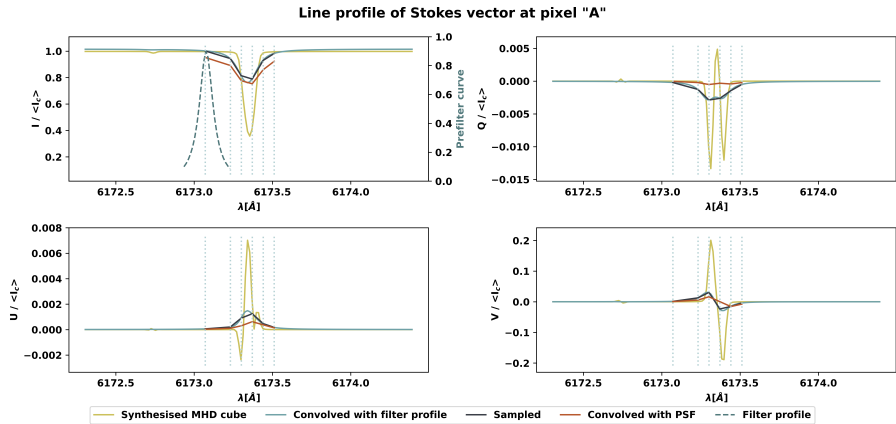 Line profile of Stokes vector at pixel "A"
I / <I_c>
1.0
0.8
0.6
0.4
0.2
6172.5 6173.0 6173.5 6174.0
λ[Å]
1.0
0.8
0.6
0.4
0.2
0.0
Prefilter curve
Q / <I_c>
0.005
0.000
−0.005
−0.010
−0.015
6172.5 6173.0 6173.5 6174.0
λ[Å]
U / <I_c>
0.008
0.006
0.004
0.002
0.000
−0.002
6172.5 6173.0 6173.5 6174.0
λ[Å]
V / <I_c>
0.2
0.1
0.0
−0.1
−0.2
6172.5 6173.0 6173.5 6174.0
λ[Å]
Synthesised MHD cube Convolved with filter profile Sampled Convolved with PSF Filter profile